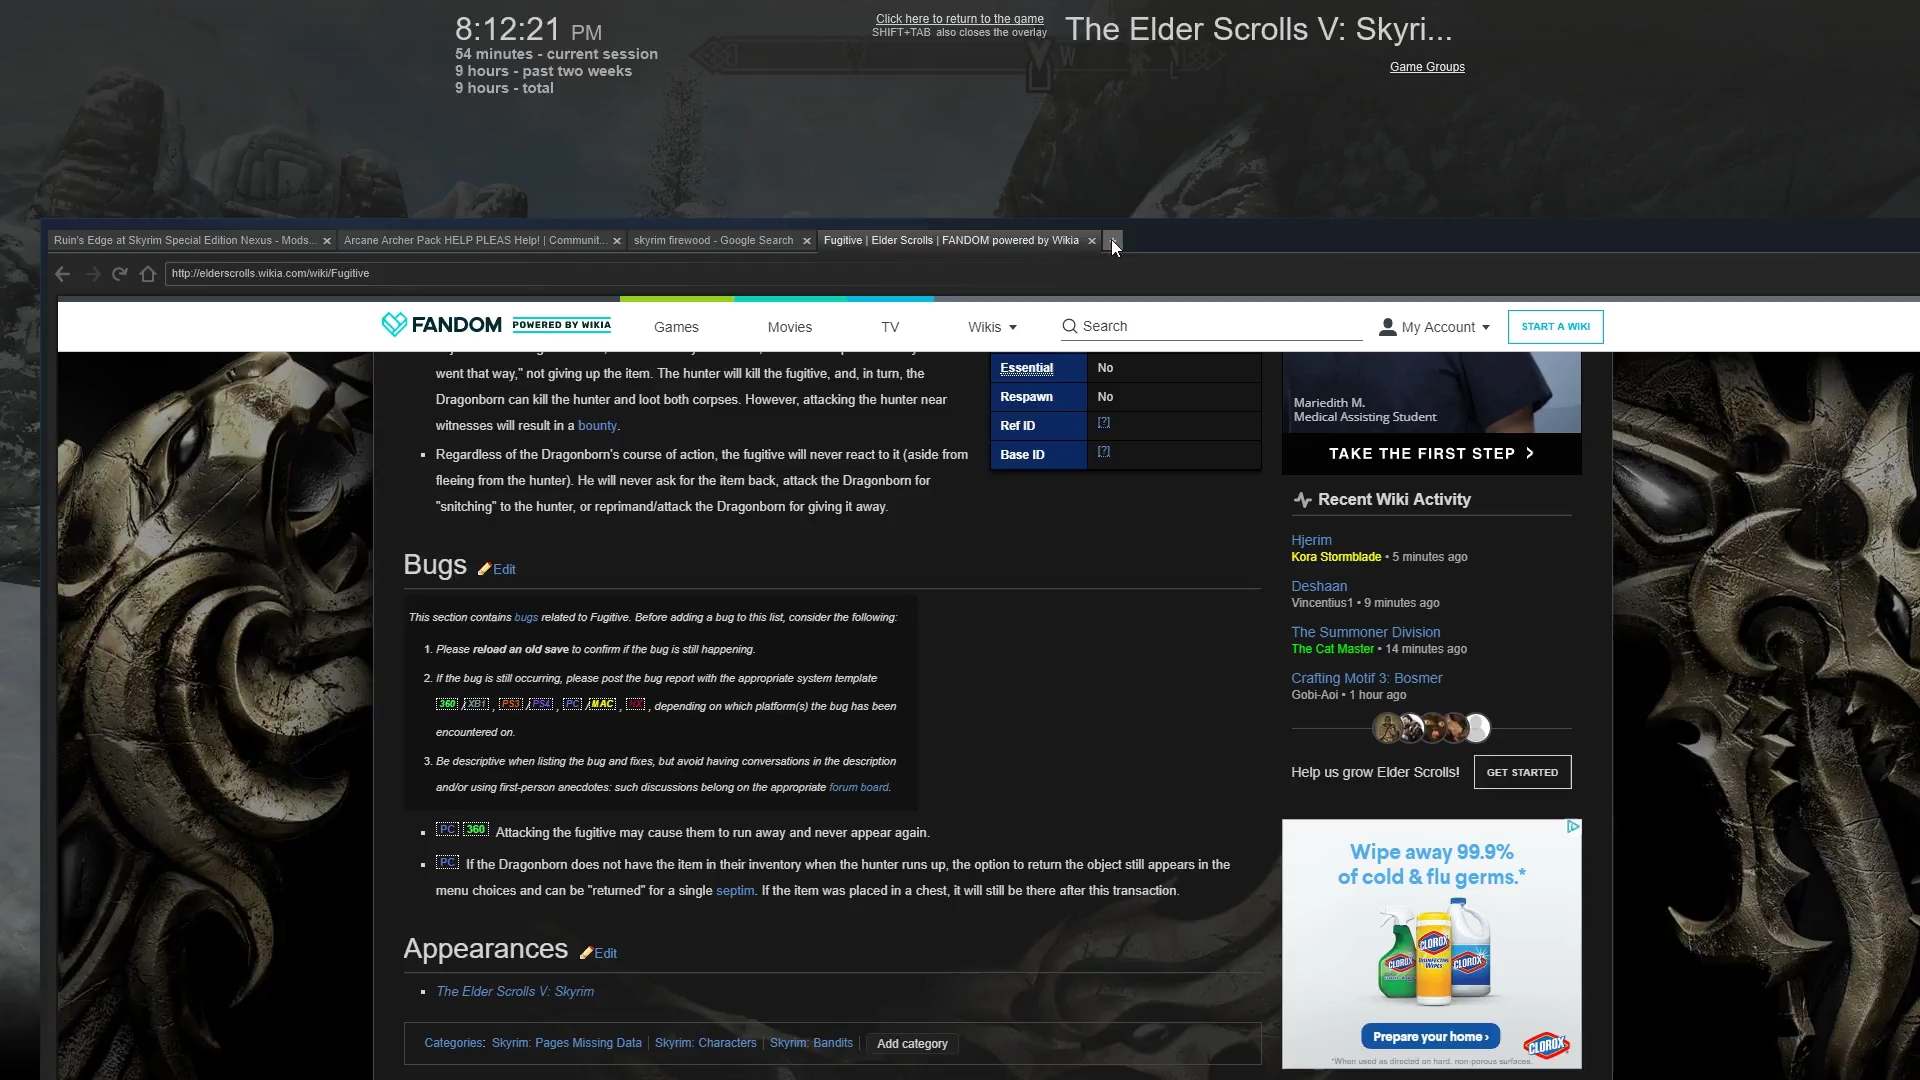 8:12:21 PM
54 minutes - current session
9 hours - past two weeks
9 hours - total
Click here to return to the game
SHIFT+TAB also closes the overlay
The Elder Scrolls V: Skyri...
Game Groups
W
Ruin's Edge at Skyrim Special Edition Nexus - Mods...
Arcane Archer Pack HELP PLEAS Help! | Communit...
skyrim firewood - Google Search
Fugitive | Elder Scrolls | FANDOM powered by Wikia
http://elderscrolls.wikia.com/wiki/Fugitive
FANDOM POWERED BY WIKIA
Games
Movies
TV
Wikis
Search
My Account
START A WIKI
went that way," not giving up the item. The hunter will kill the fugitive, and, in turn, the
Dragonborn can kill the hunter and loot both corpses. However, attacking the hunter near
witnesses will result in a bounty.
Regardless of the Dragonborn's course of action, the fugitive will never react to it (aside from
fleeing from the hunter). He will never ask for the item back, attack the Dragonborn for
"snitching" to the hunter, or reprimand/attack the Dragonborn for giving it away.
Essential No
Respawn No
Ref ID [?]
Base ID [?]
Bugs Edit
This section contains bugs related to Fugitive. Before adding a bug to this list, consider the following:
1. Please reload an old save to confirm if the bug is still happening.
2. If the bug is still occurring, please post the bug report with the appropriate system template
360 / XB1 , PS3 / PS4 , PC / MAC , NX , depending on which platform(s) the bug has been
encountered on.
3. Be descriptive when listing the bug and fixes, but avoid having conversations in the description
and/or using first-person anecdotes: such discussions belong on the appropriate forum board.
PC 360 Attacking the fugitive may cause them to run away and never appear again.
PC If the Dragonborn does not have the item in their inventory when the hunter runs up, the option to return the object still appears in the
menu choices and can be "returned" for a single septim. If the item was placed in a chest, it will still be there after this transaction.
Appearances Edit
The Elder Scrolls V: Skyrim
Categories: Skyrim: Pages Missing Data | Skyrim: Characters | Skyrim: Bandits | Add category
Mariedith M.
Medical Assisting Student
TAKE THE FIRST STEP >
Recent Wiki Activity
Hjerim
Kora Stormblade • 5 minutes ago
Deshaan
Vincentius1 • 9 minutes ago
The Summoner Division
The Cat Master • 14 minutes ago
Crafting Motif 3: Bosmer
Gobi-Aoi • 1 hour ago
Help us grow Elder Scrolls!
GET STARTED
Wipe away 99.9%
of cold & flu germs.*
CLOROX
CLOROX
CLOROX
Prepare your home ›
CLOROX
*When used as directed on hard, non-porous surfaces.